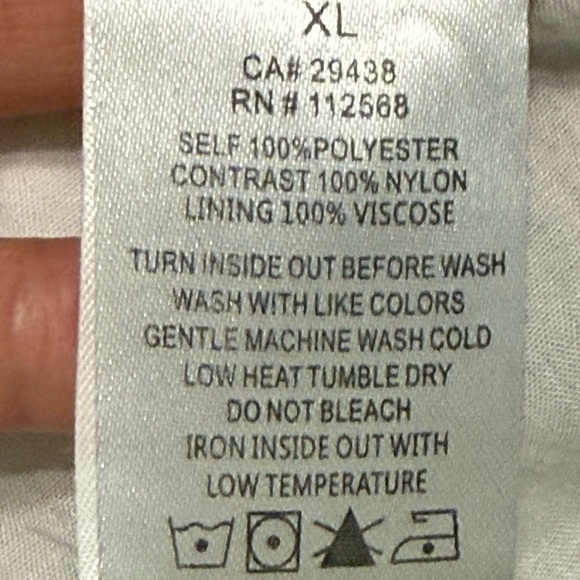 XL
CA# 29438
RN # 112568
SELF 100%POLYESTER
CONTRAST 100% NYLON
LINING 100% VISCOSE
TURN INSIDE OUT BEFORE WASH
WASH WITH LIKE COLORS
GENTLE MACHINE WASH COLD
LOW HEAT TUMBLE DRY
DO NOT BLEACH
IRON INSIDE OUT WITH
LOW TEMPERATURE